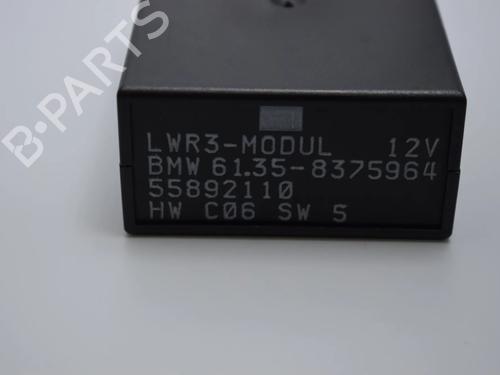 B-PARTS
LWR3-MODUL 12V
BMW 61.35-8375964
55892110
HW C06 SW 5